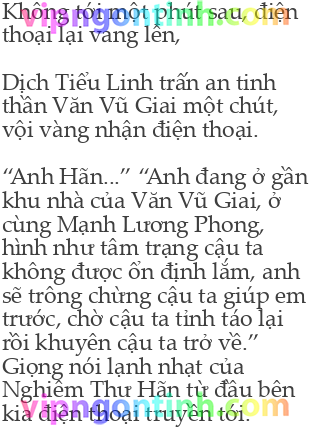 Không tới một phút sau, điện
vipngontinh.com
thoại lại vang lên,
Dịch Tiểu Linh trấn an tinh
thần Văn Vũ Giai một chút,
vội vàng nhận điện thoại.
“Anh Hãn...” “Anh đang ở gần
khu nhà của Văn Vũ Giai, ở
cùng Mạnh Lương Phong,
hình như tâm trạng cậu ta
không được ổn định lắm, anh
sẽ trông chừng cậu ta giúp em
trước, chờ cậu ta tỉnh táo lại
rồi khuyên cậu ta trở về.”
Giọng nói lạnh nhạt của
Nghiêm Thư Hãn từ đầu bên
vipngontinh.com
kia điện thoại truyền tới.